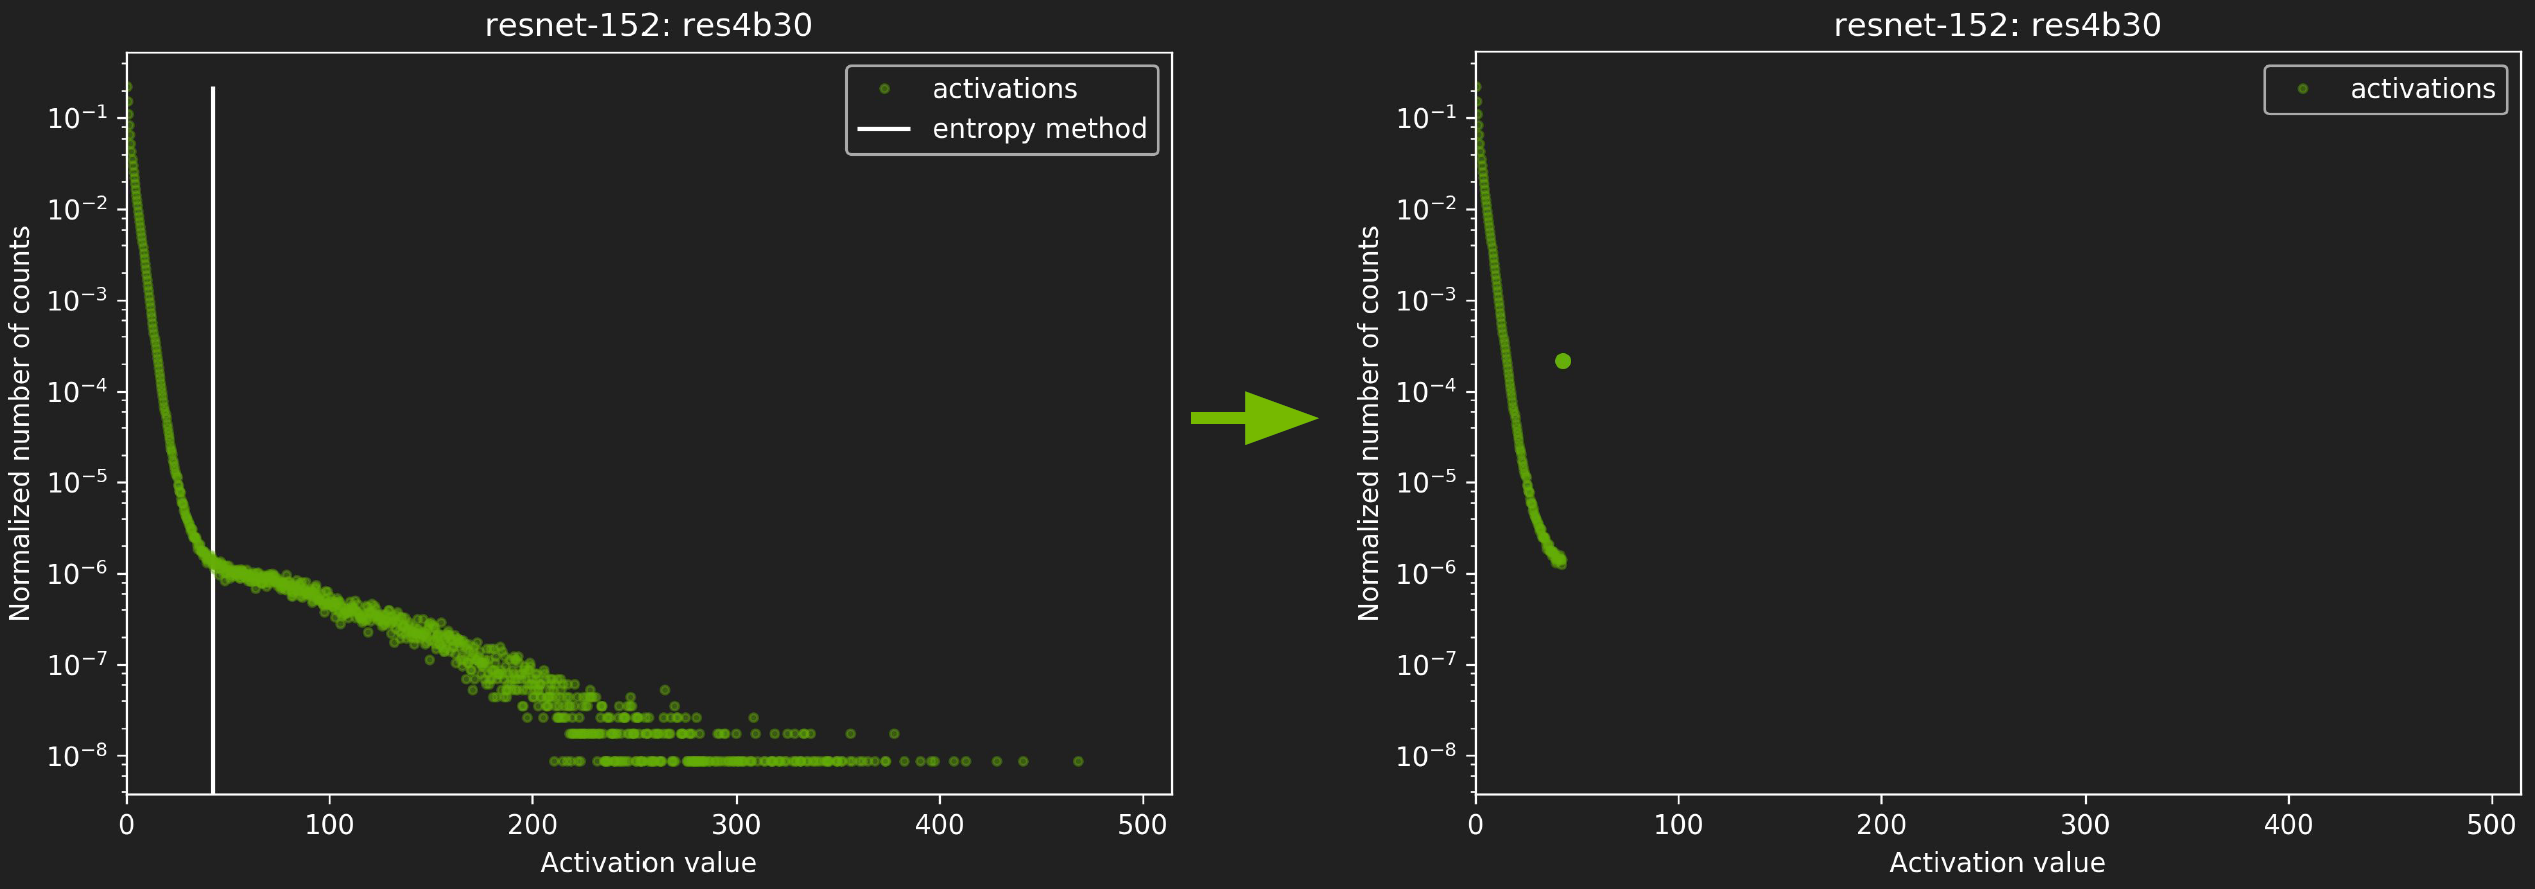 resnet-152: res4b30
activations
entropy method
Normalized number of counts
10⁻¹
10⁻²
10⁻³
10⁻⁴
10⁻⁵
10⁻⁶
10⁻⁷
10⁻⁸
0 100 200 300 400 500
Activation value
resnet-152: res4b30
activations
Normalized number of counts
10⁻¹
10⁻²
10⁻³
10⁻⁴
10⁻⁵
10⁻⁶
10⁻⁷
10⁻⁸
0 100 200 300 400 500
Activation value